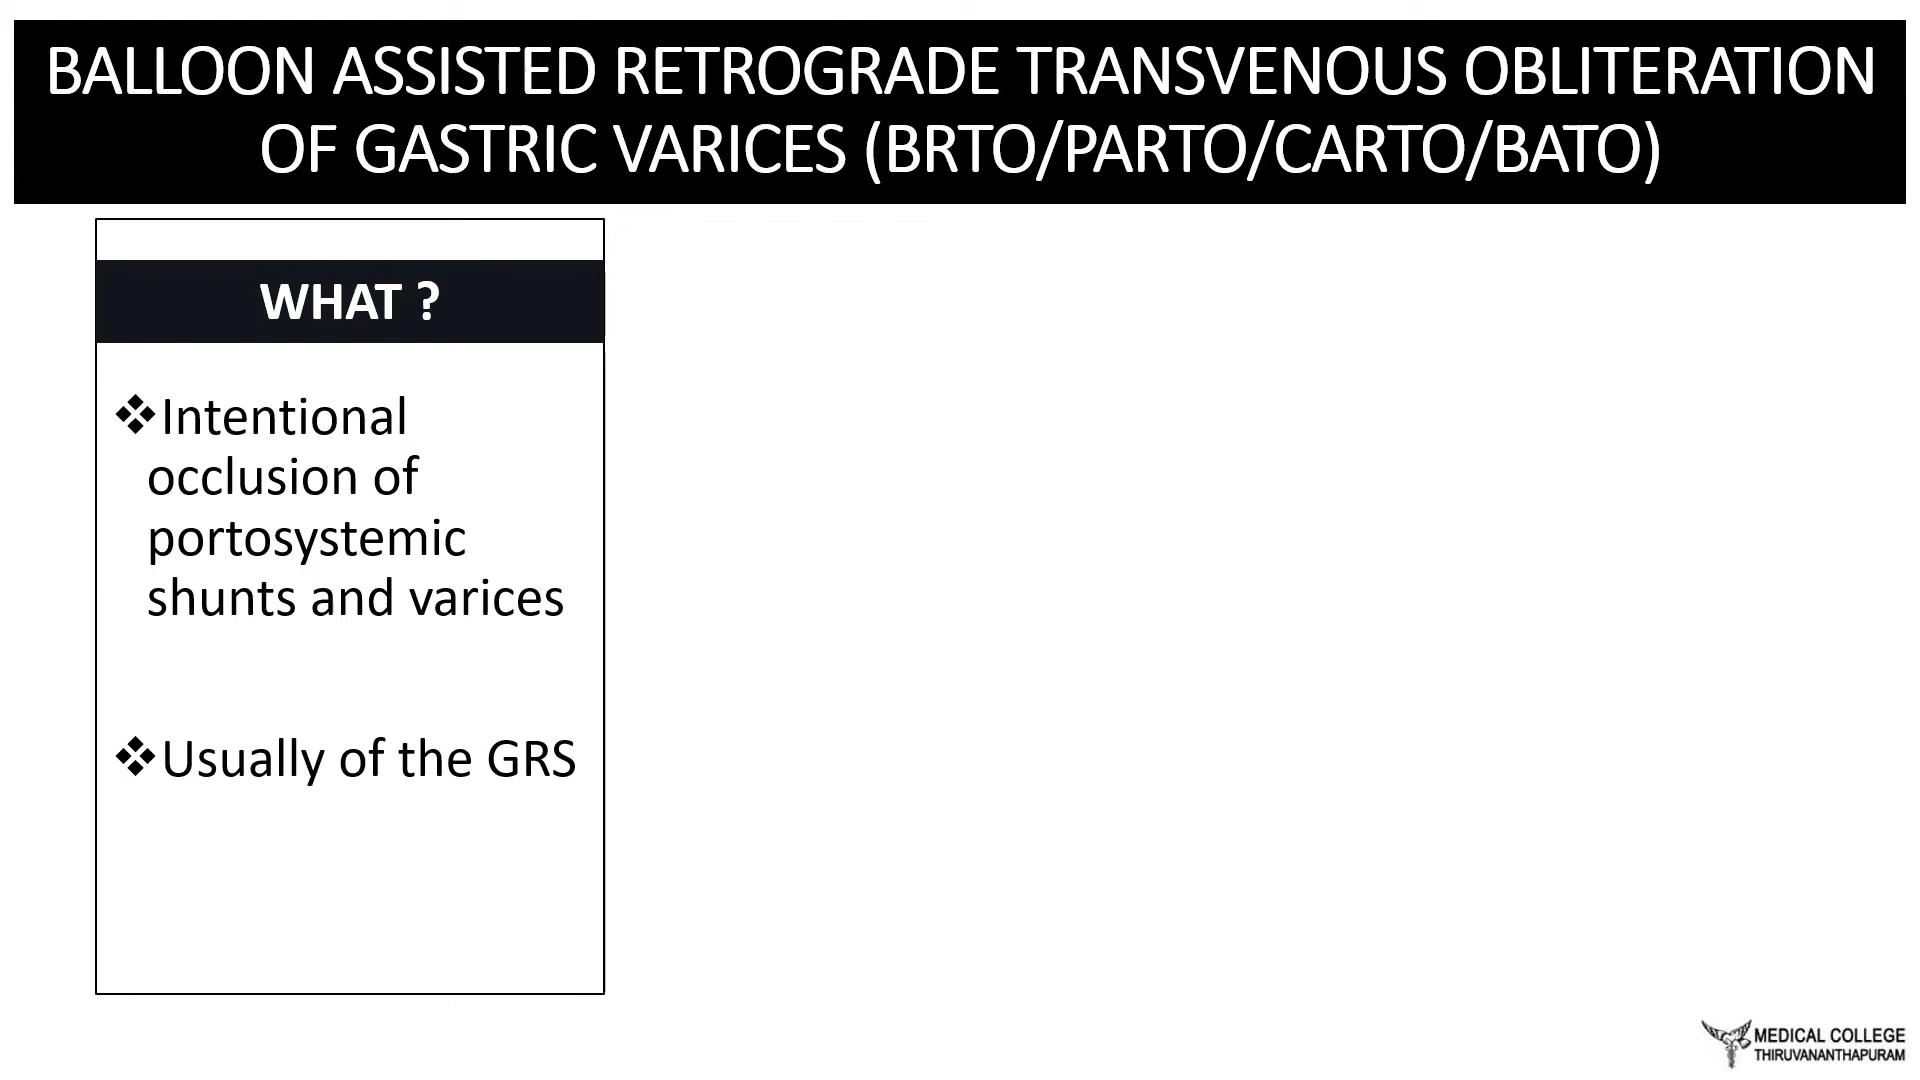 BALLOON ASSISTED RETROGRADE TRANSVENOUS OBLITERATION
OF GASTRIC VARICES (BRTO/PARTO/CARTO/BATO)
WHAT ?
❖Intentional
occlusion of
portosystemic
shunts and varices
❖Usually of the GRS
MEDICAL COLLEGE
THIRUVANANTHAPURAM